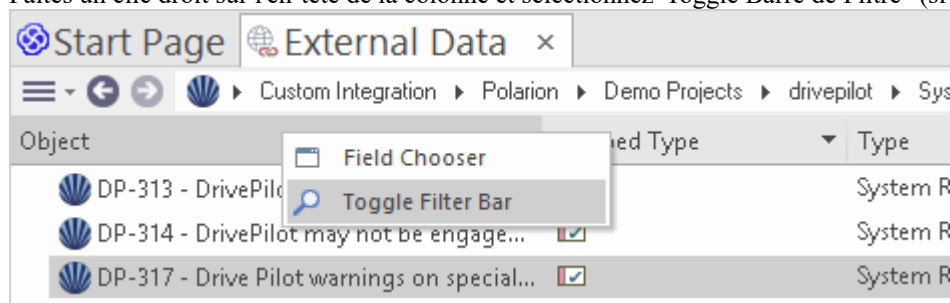 Faites un clic droit sur l'en-tête de la colonne et sélectionnez 'Toggle Barre de Filtre' (si
Start Page External Data ×
Custom Integration Polarion Demo Projects drivepilot Sys
Object ed Type Type
Field Chooser
DP-313 - DrivePilo System R
Toggle Filter Bar
DP-314 - DrivePilot may not be engage... System R
DP-317 - Drive Pilot warnings on special... System R